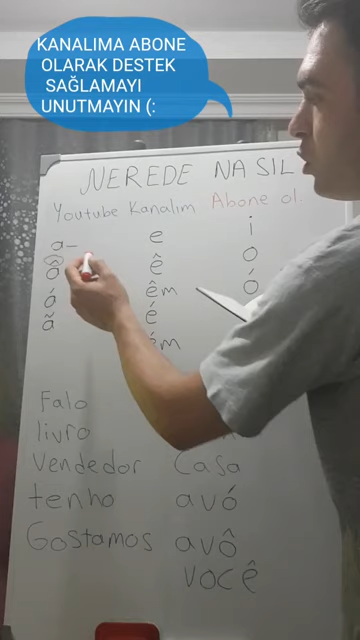 KANALIMA ABONE
OLARAK DESTEK
SAĞLAMAYI
UNUTMAYIN (:
NEREDE NASIL
Youtube Kanalım Abone ol.
a- e i
ô ê o
á êm ó
ã é
ém
Falo
livro
Vendedor Casa
tenho avó
Gostamos avô
você